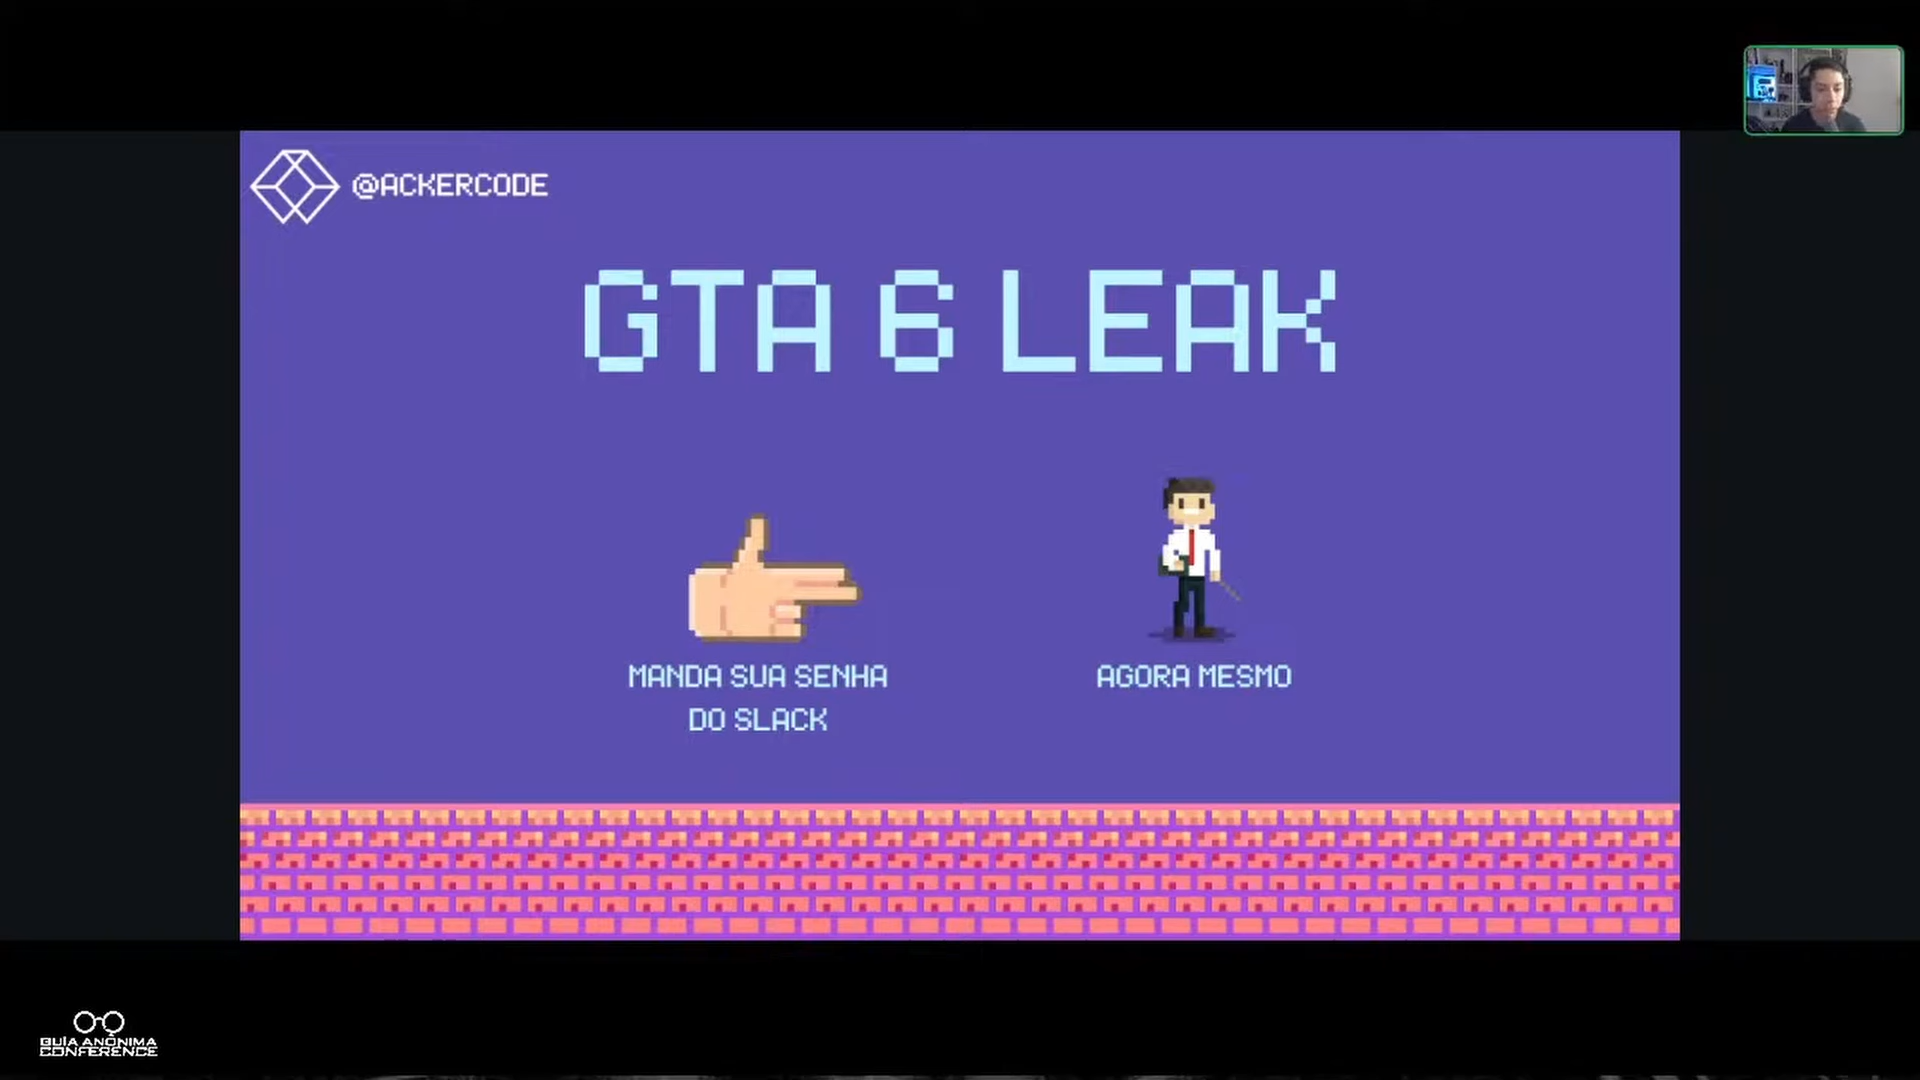 @ACKERCODE
GTA 6 LEAK
MANDA SUA SENHA
DO SLACK
AGORA MESMO
GUIA ANÔNIMA
CONFERENCE